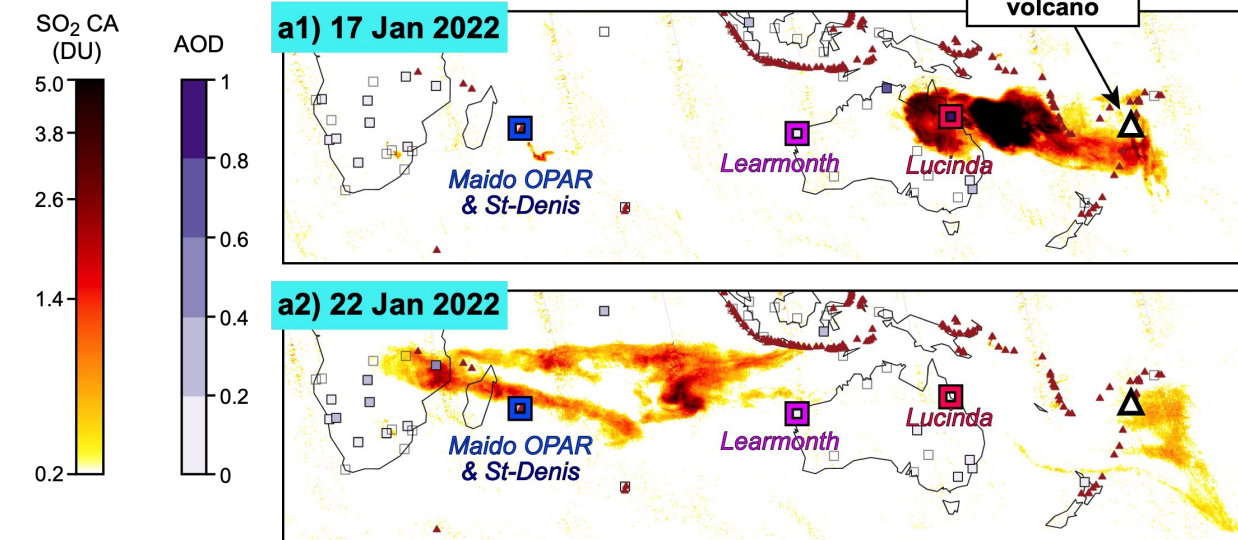 SO2 CA
(DU)
AOD
5.0
3.8
2.6
1.4
0.2
1
0.8
0.6
0.4
0.2
0
volcano
a1) 17 Jan 2022
Learmonth
Lucinda
Maido OPAR
& St-Denis
a2) 22 Jan 2022
Learmonth
Lucinda
Maido OPAR
& St-Denis